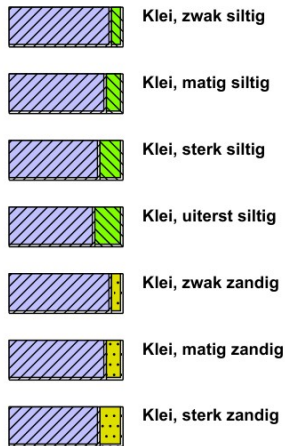 Klei, zwak siltig
Klei, matig siltig
Klei, sterk siltig
Klei, uiterst siltig
Klei, zwak zandig
Klei, matig zandig
Klei, sterk zandig